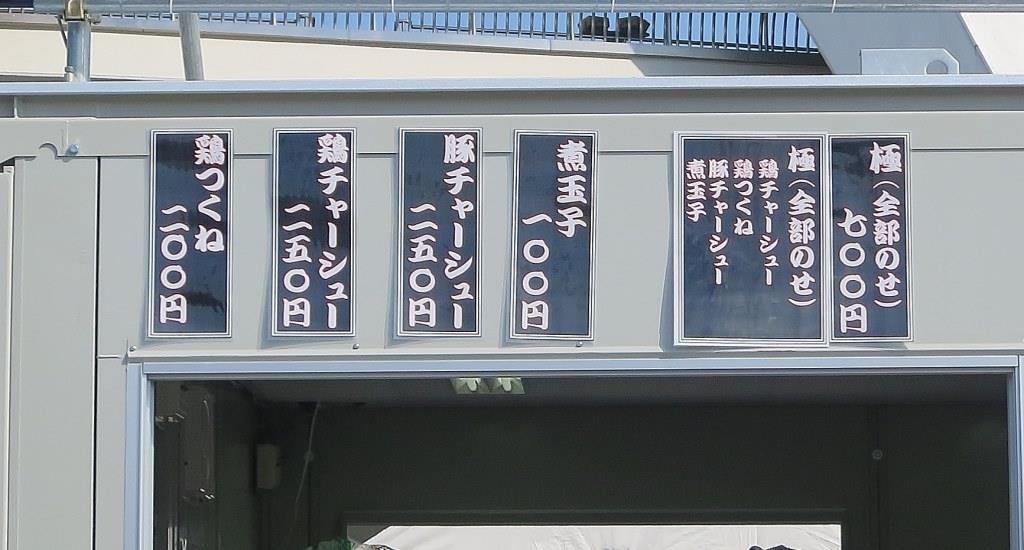 極(全部のせ)
七〇〇円
極(全部のせ)
鶏チャーシュー
鶏つくね
豚チャーシュー
煮玉子
煮玉子
一〇〇円
豚チャーシュー
二五〇円
鶏チャーシュー
二五〇円
鶏つくね
二〇〇円